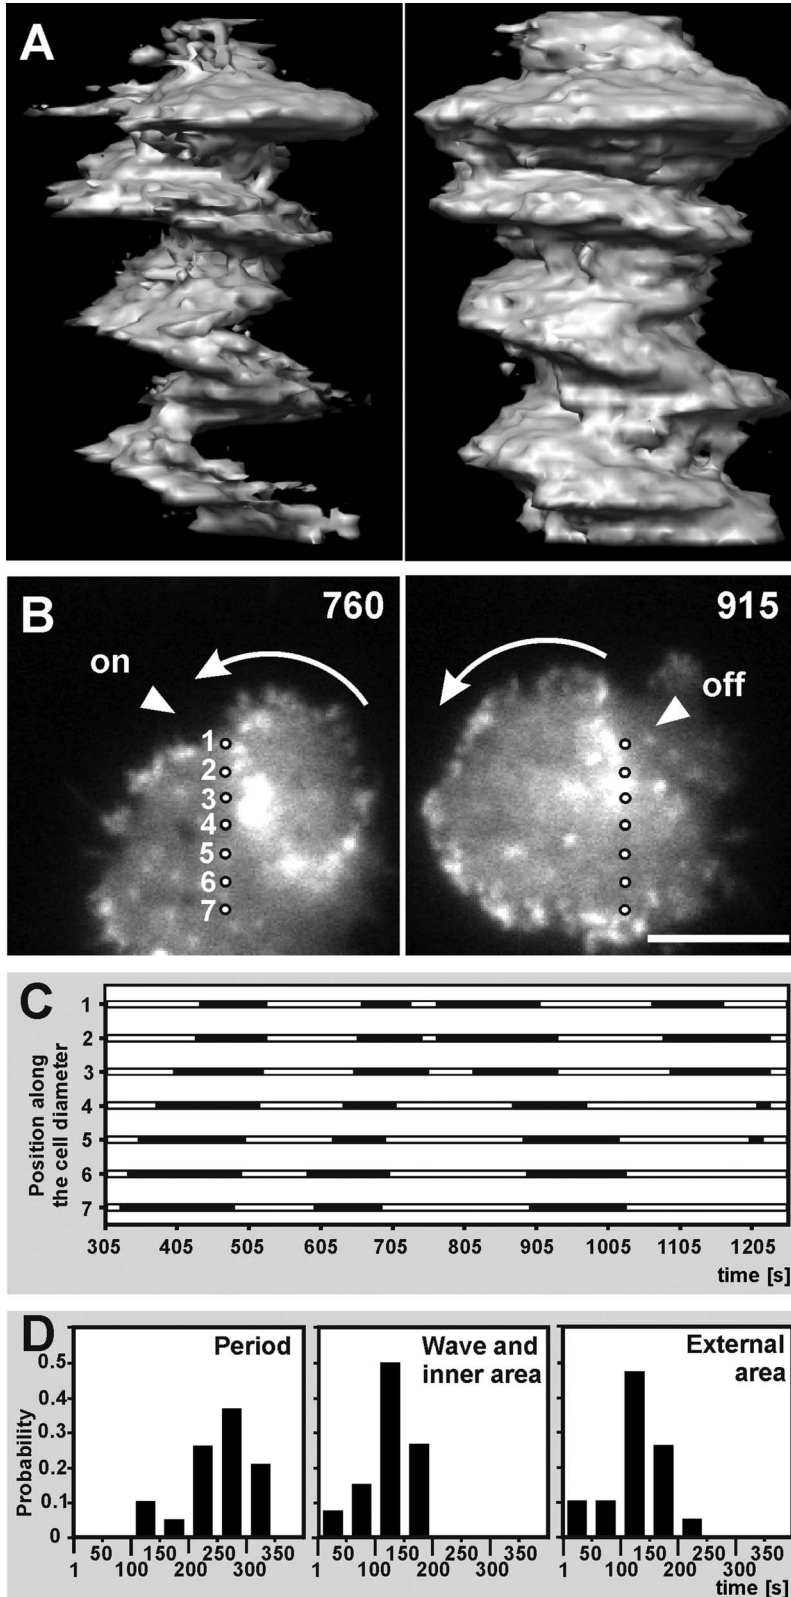 A
B
760
915
on
off
1
2
3
4
5
6
7
C
Position along
the cell diameter
1
2
3
4
5
6
7
305 405 505 605 705 805 905 1005 1105 1205
time [s]
D
Period
Wave and
inner area
External
area
Probability
0.5
0.4
0.3
0.2
0.1
0
50 150 250 350 50 150 250 350 50 150 250 350
1 100 200 300 1 100 200 300 1 100 200 300
time [s]